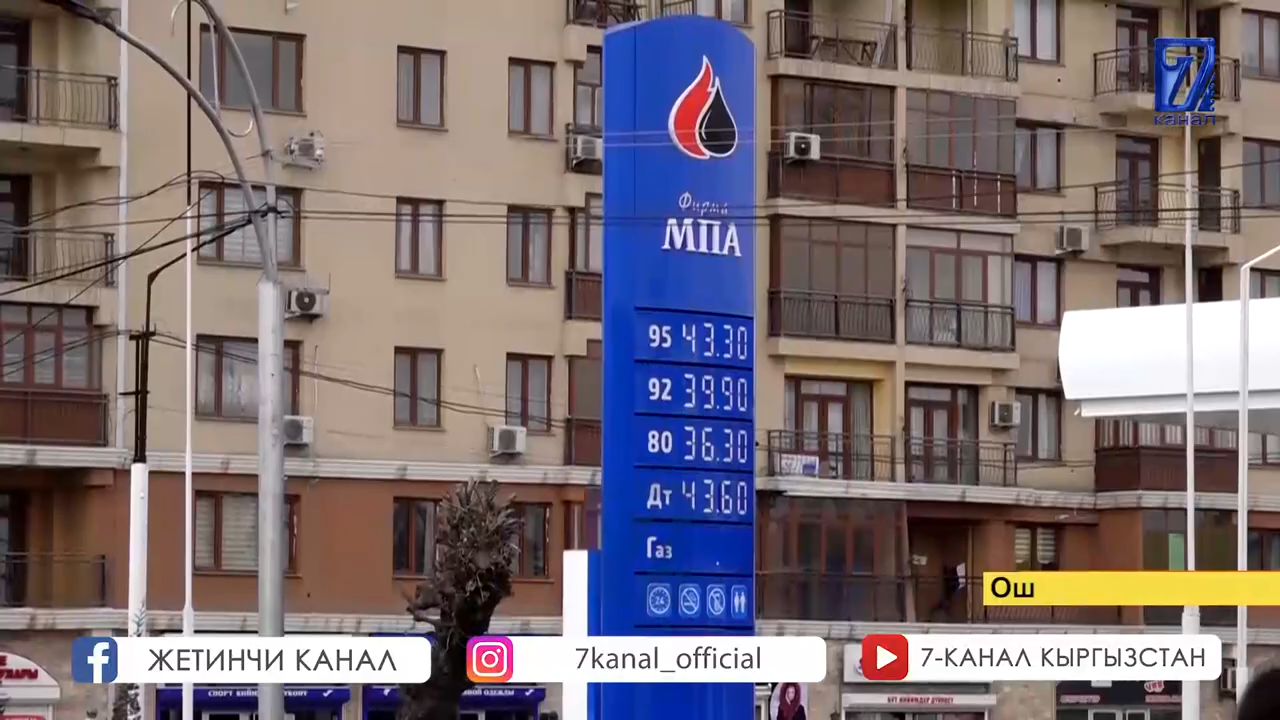 7
канал
Фирма
МПА
95 43.30
92 39.90
80 36.30
Дт 43.60
Газ
24
Ош
ЖЕТИНЧИ КАНАЛ
7kanal_official
7-КАНАЛ КЫРГЫЗСТАН